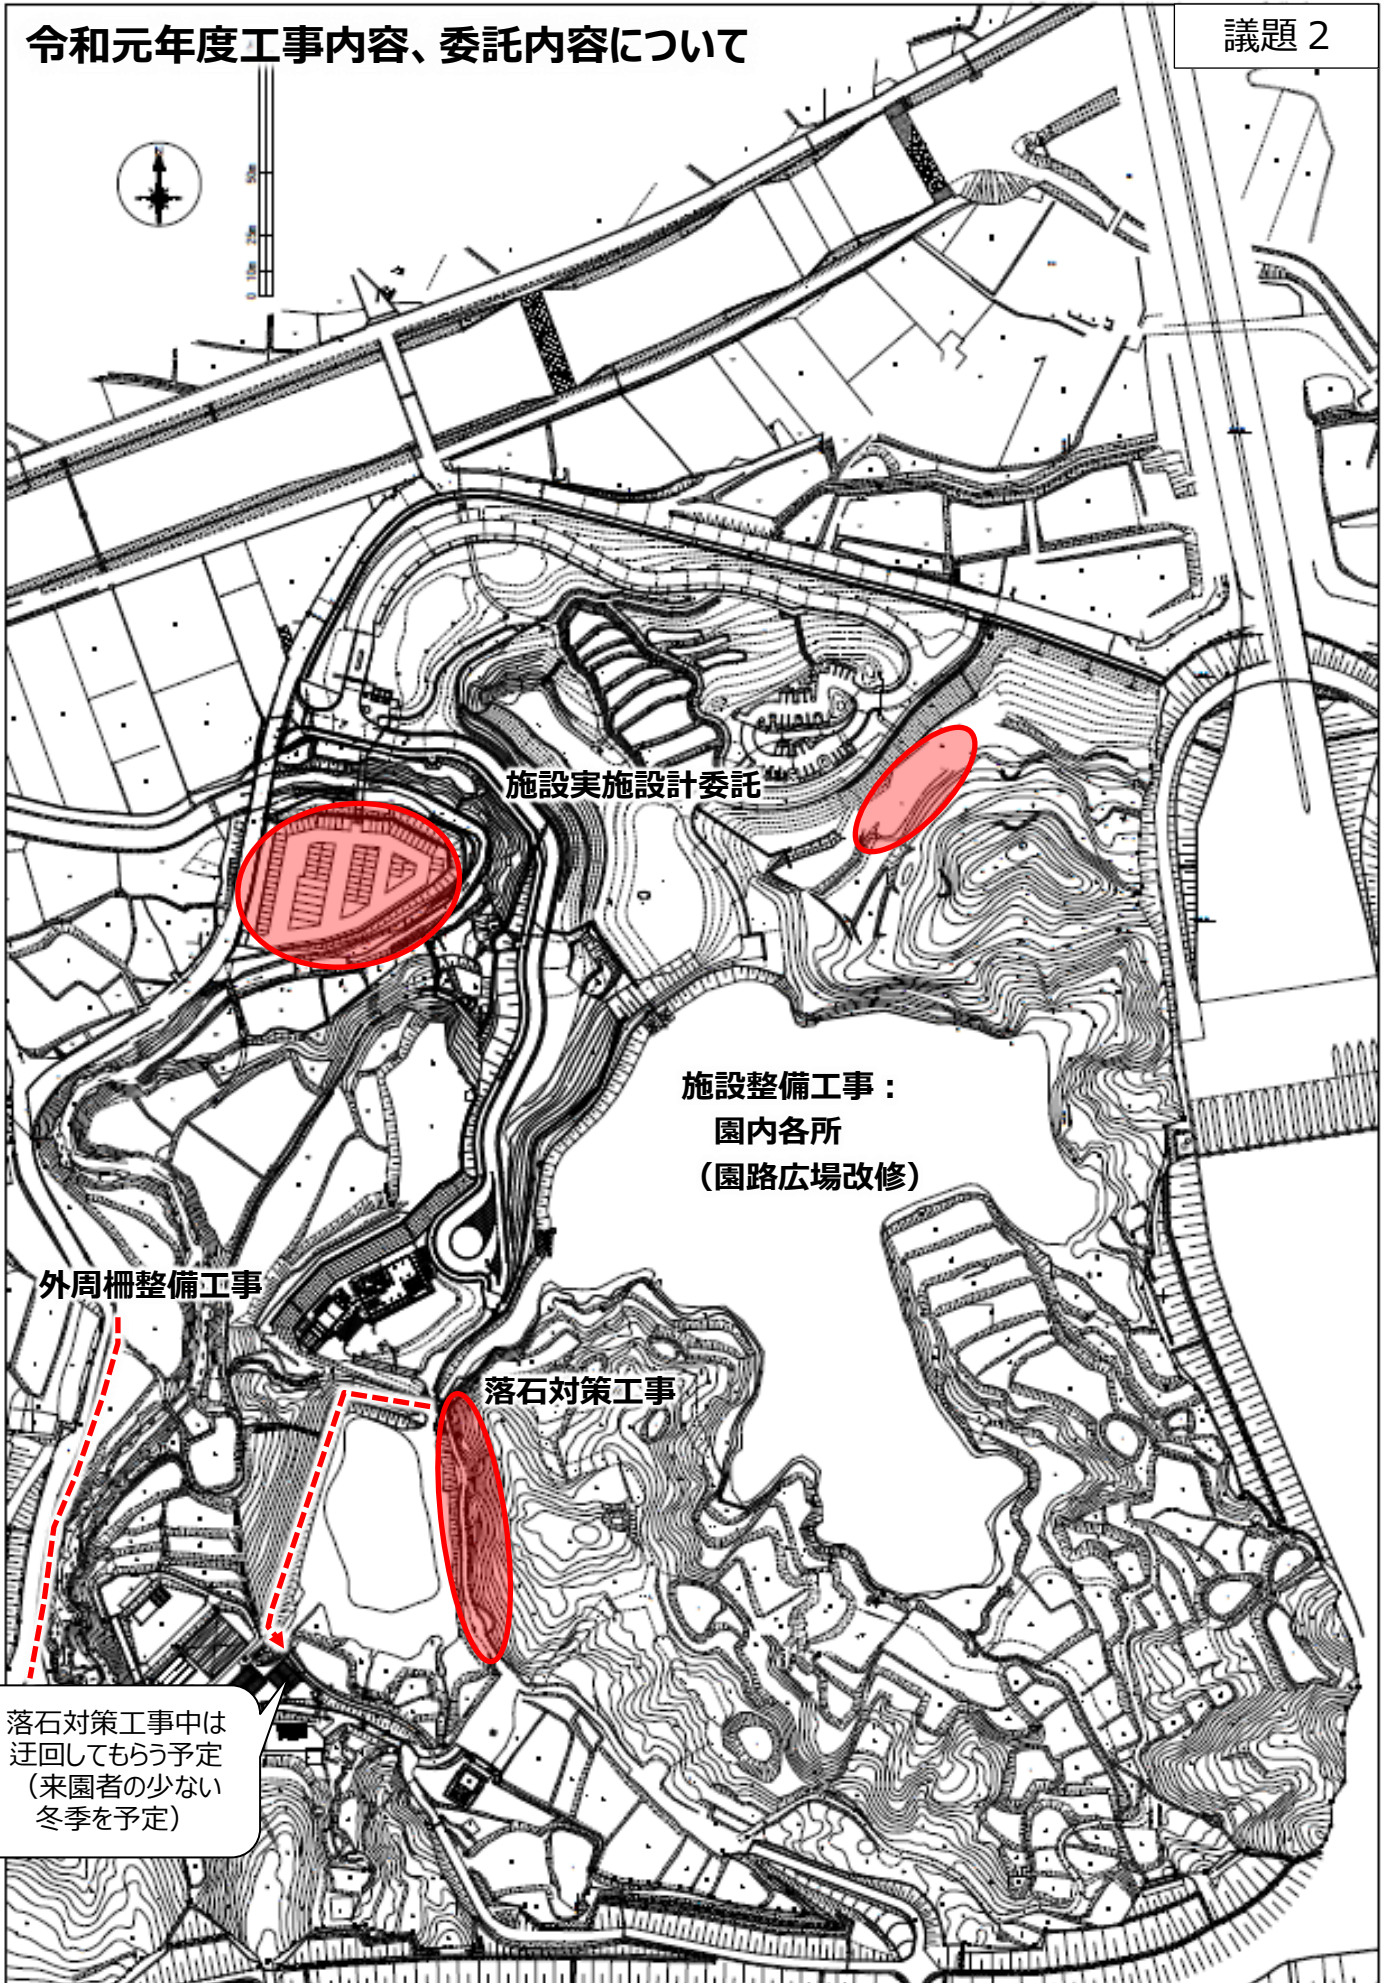 令和元年度工事内容、委託内容について
議題2
50m
25m
10m
0
施設実施設計委託
施設整備工事：
園内各所
（園路広場改修）
外周柵整備工事
落石対策工事
落石対策工事中は
迂回してもらう予定
（来園者の少ない
冬季を予定）